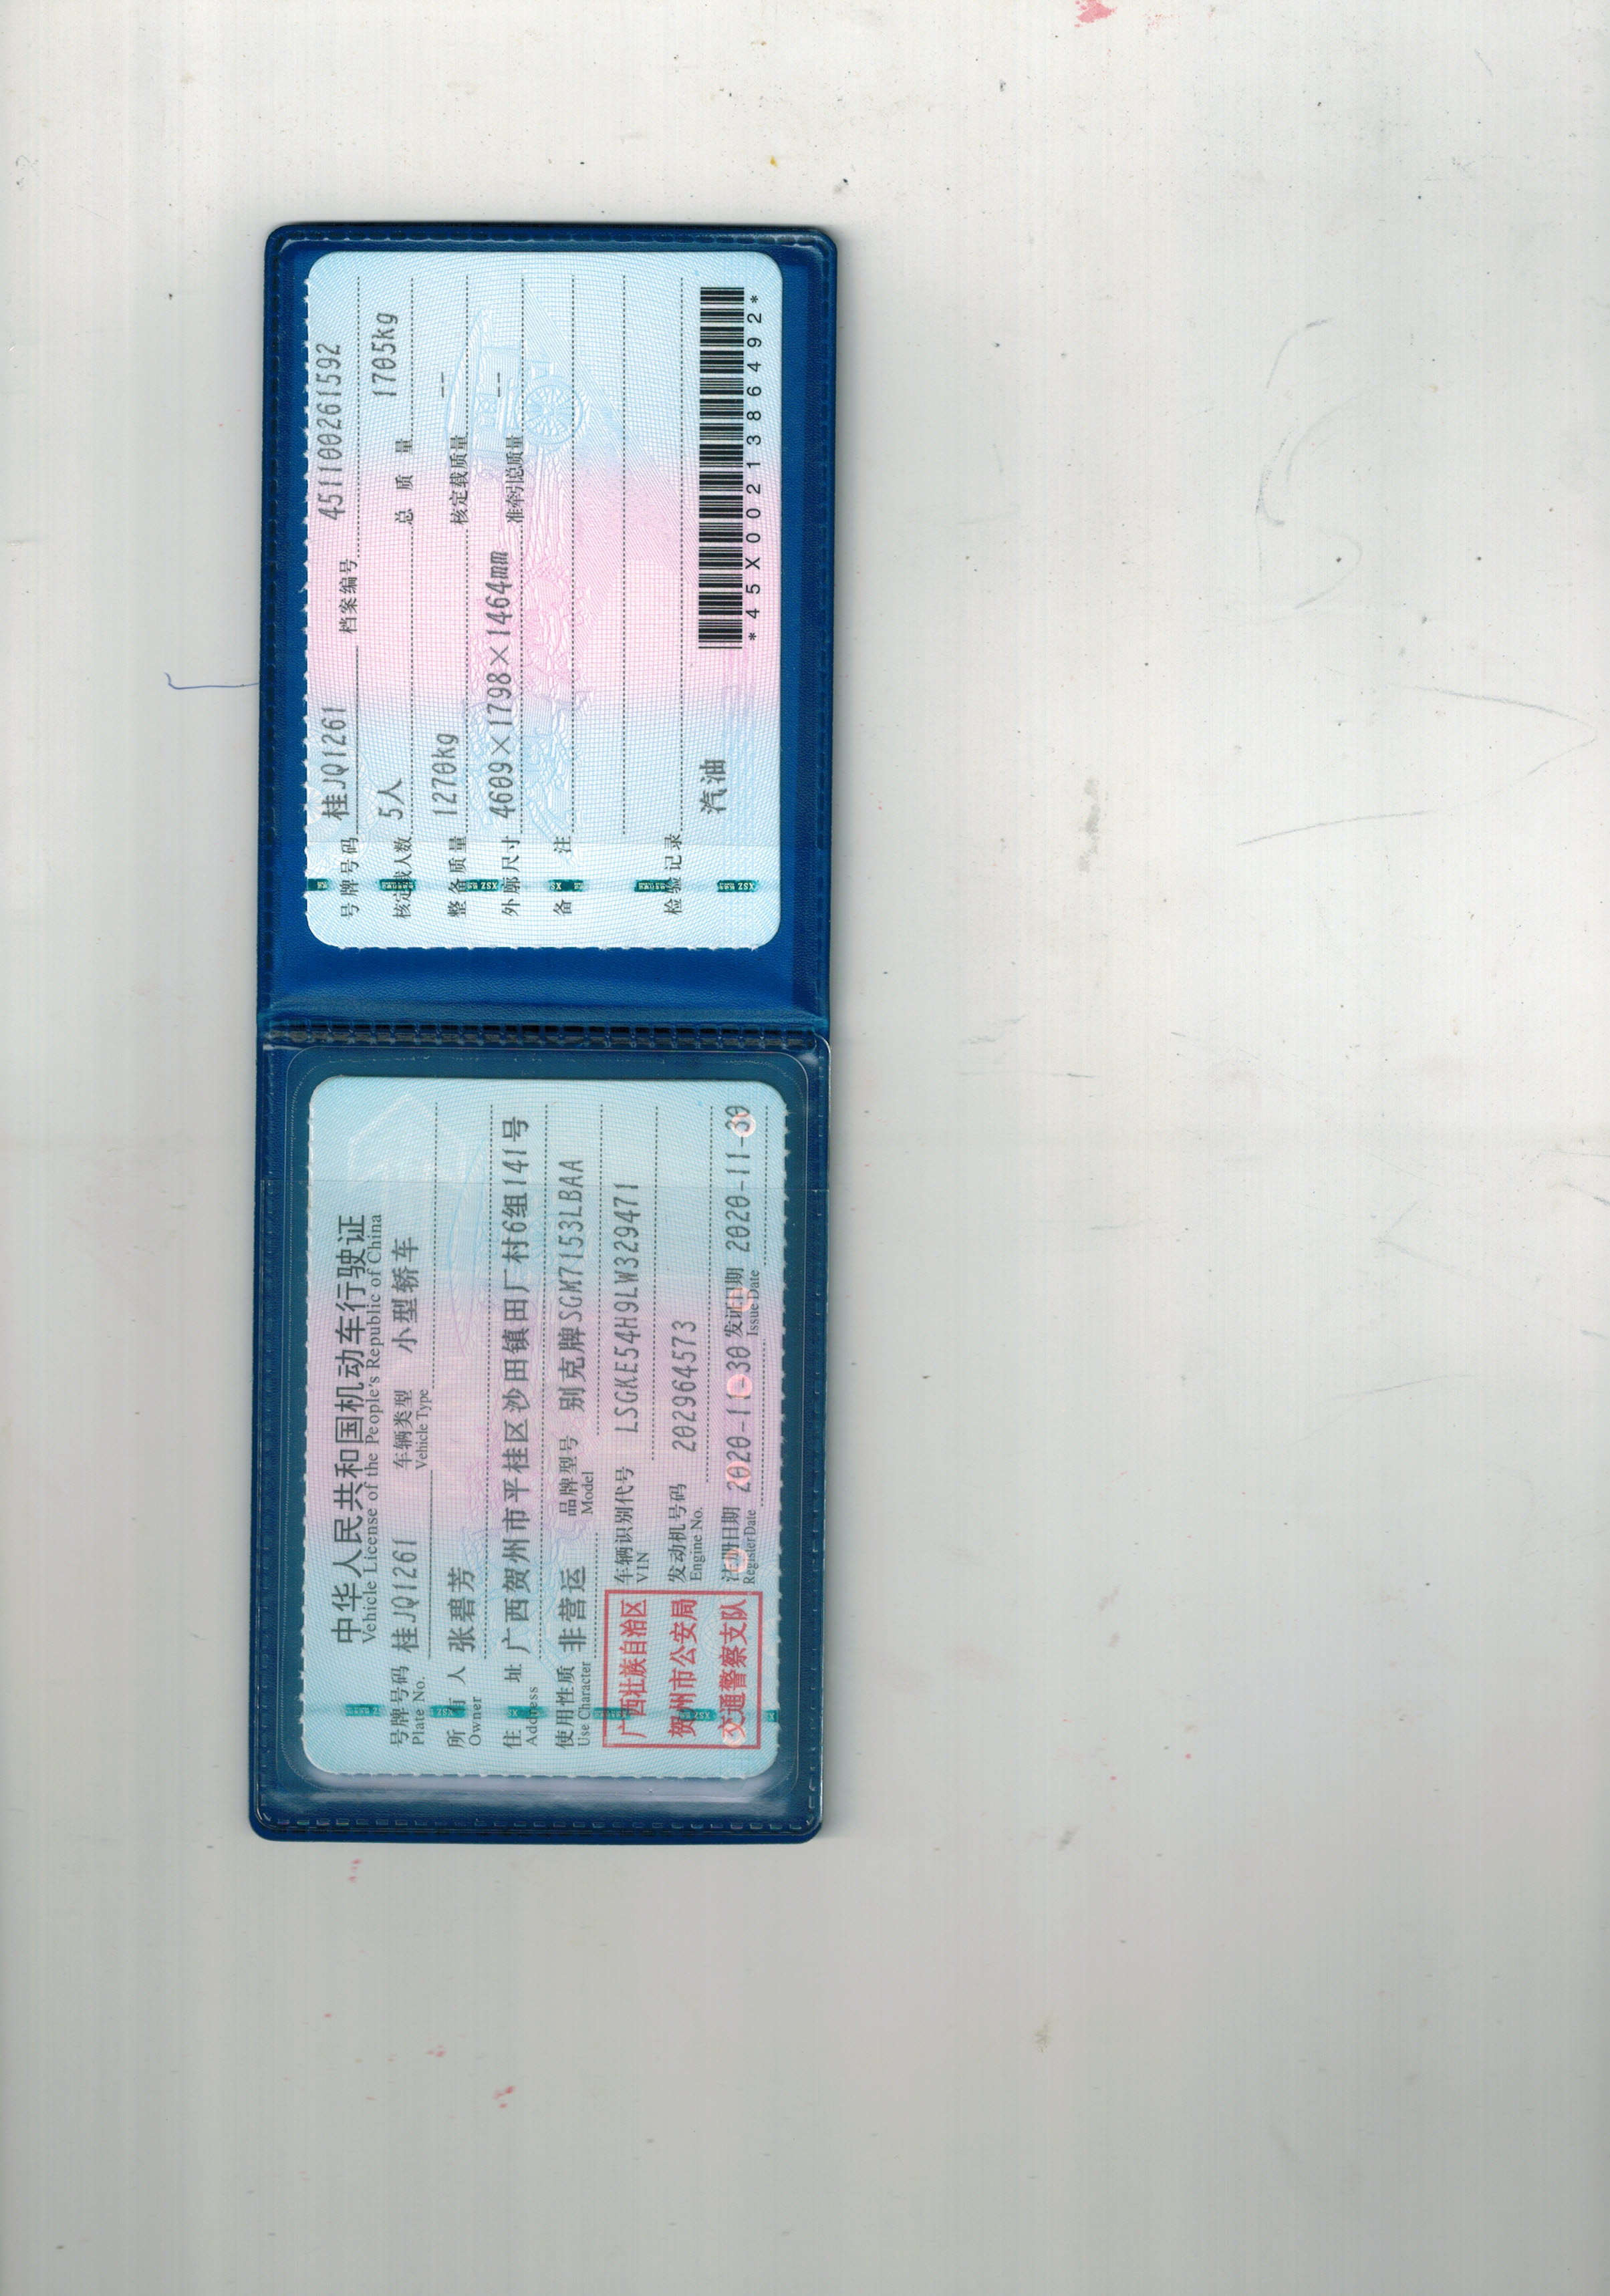 中华人民共和国机动车行驶证
Vehicle License of the People's Republic of China
号牌号码 桂JQ1261 车辆类型 小型轿车
Plate No. Vehicle Type
所有人 张碧芳
Owner
住址 广西贺州市平桂区沙田镇田厂村6组141号
Address
使用性质 非营运 品牌型号 别克牌SGM7153LBAA
Use Character Model
广西壮族自治区
贺州市公安局
交通警察支队
车辆识别代号 LSGKE54H9LW329471
VIN
发动机号码 202964573
Engine No.
注册日期 2020-11-30 发证日期 2020-11-30
Register Date Issue Date
号牌号码 桂JQ1261 档案编号 451100261592
核定载人数 5人 总质量 1705kg
整备质量 1270kg 核定载质量 --
外廓尺寸 4609×1798×1464mm 准牵引总质量 --
备注
检验记录
汽油
*45X0021386492*